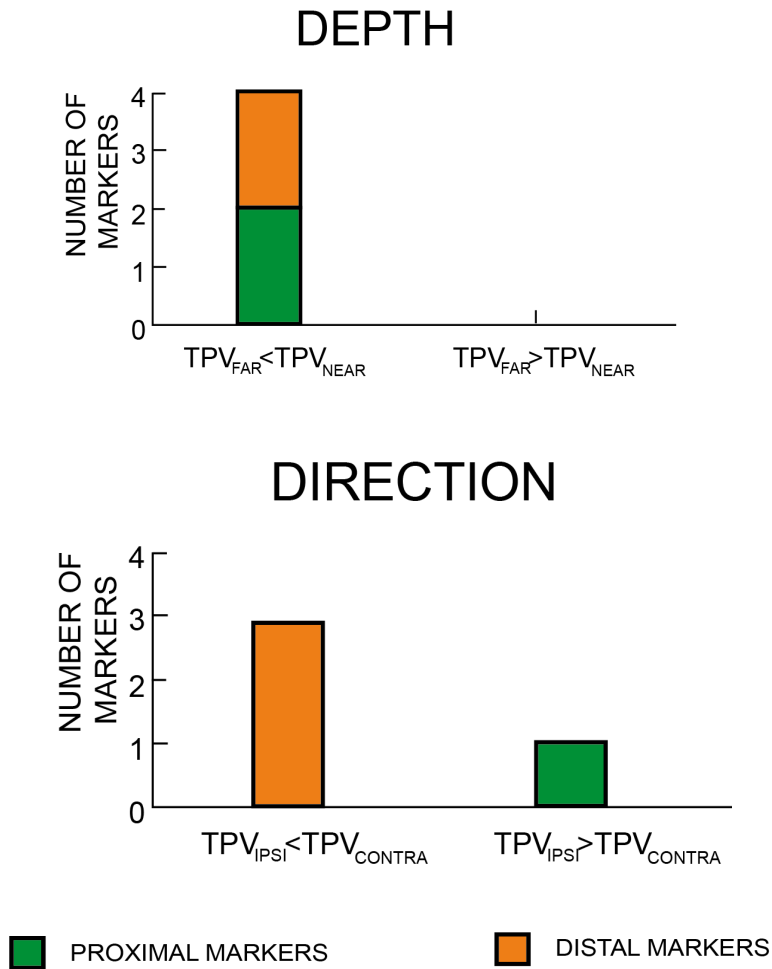 DEPTH
NUMBER OF
MARKERS
4
3
2
1
0
TPVFAR<TPVNEAR TPVFAR>TPVNEAR
DIRECTION
NUMBER OF
MARKERS
4
3
2
1
0
TPVIPSI<TPVCONTRA TPVIPSI>TPVCONTRA
PROXIMAL MARKERS DISTAL MARKERS